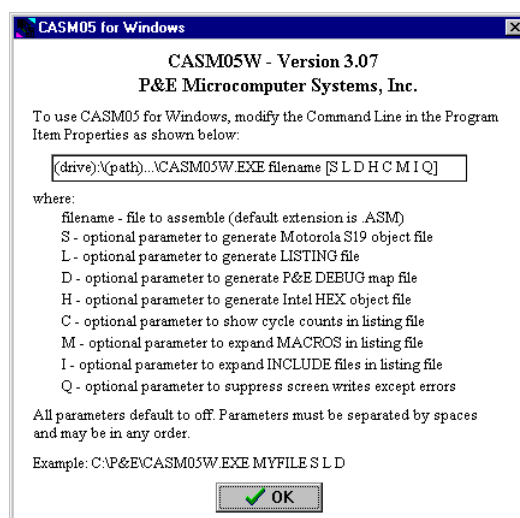 CASM05 for Windows
CASM05W - Version 3.07
P&E Microcomputer Systems, Inc.
To use CASM05 for Windows, modify the Command Line in the Program
Item Properties as shown below:
(drive):\(path)...\CASM05W.EXE filename [S L D H C M I Q]
where:
filename - file to assemble (default extension is .ASM)
S - optional parameter to generate Motorola S19 object file
L - optional parameter to generate LISTING file
D - optional parameter to generate P&E DEBUG map file
H - optional parameter to generate Intel HEX object file
C - optional parameter to show cycle counts in listing file
M - optional parameter to expand MACROS in listing file
I - optional parameter to expand INCLUDE files in listing file
Q - optional parameter to suppress screen writes except errors
All parameters default to off. Parameters must be separated by spaces
and may be in any order.
Example: C:\P&E\CASM05W.EXE MYFILE S L D
OK